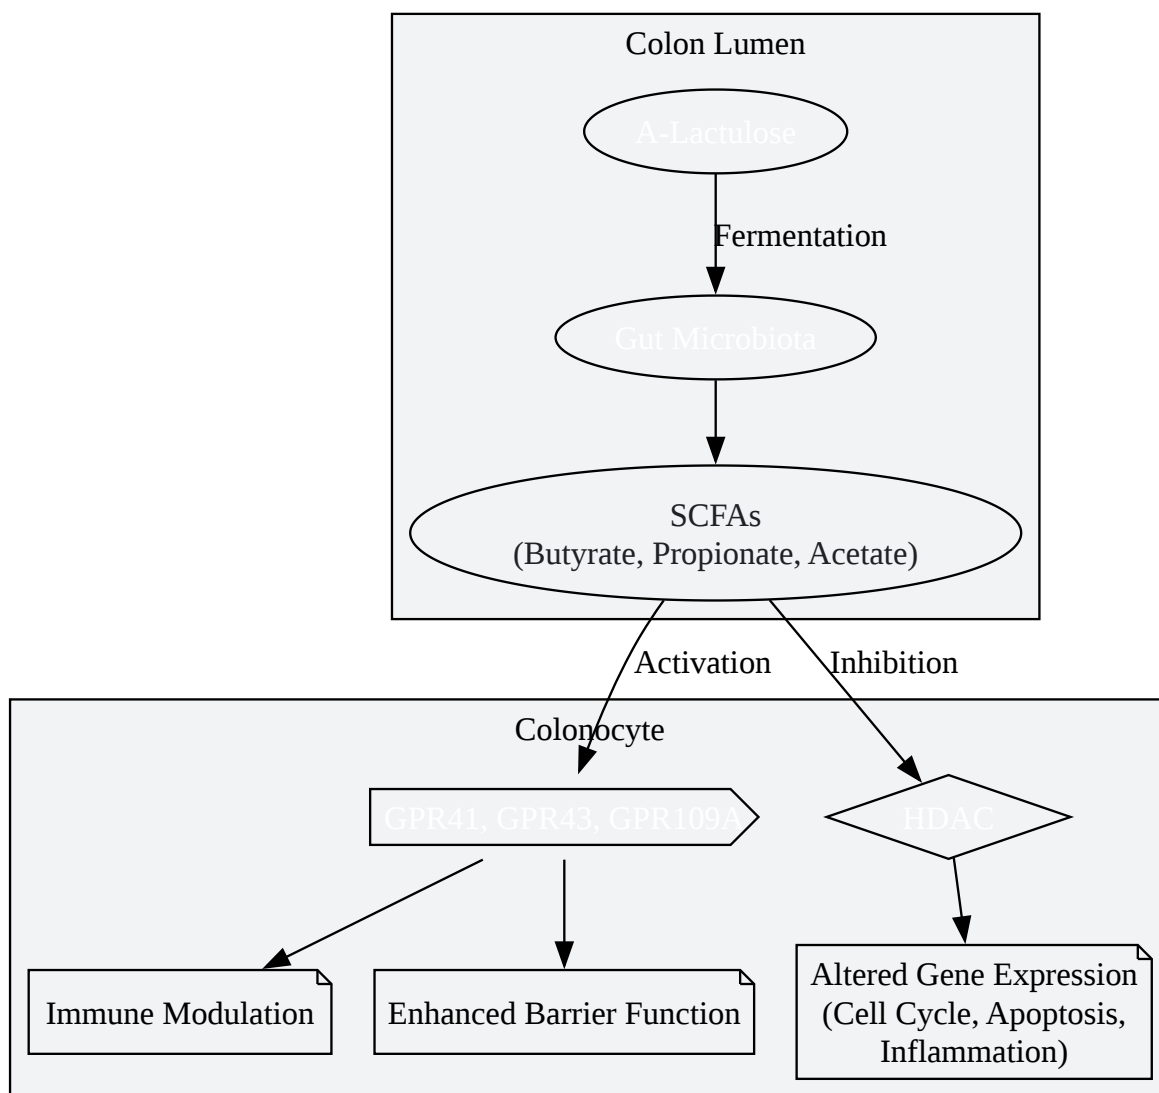 Colon Lumen
A-Lactulose
Fermentation
Gut Microbiota
SCFAs
(Butyrate, Propionate, Acetate)
Activation
Inhibition
Colonocyte
GPR41, GPR43, GPR109A
HDAC
Immune Modulation
Enhanced Barrier Function
Altered Gene Expression
(Cell Cycle, Apoptosis,
Inflammation)